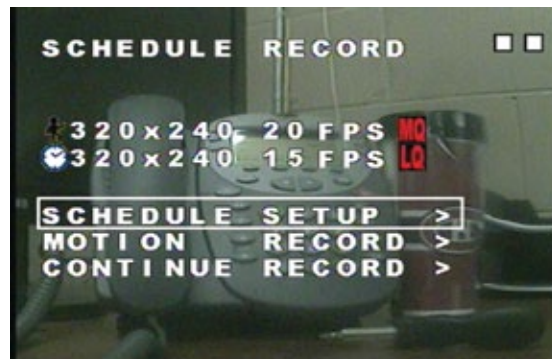 SCHEDULE RECORD
320x240 20 FPS MQ
320x240 15 FPS LQ
SCHEDULE SETUP >
MOTION RECORD >
CONTINUE RECORD >